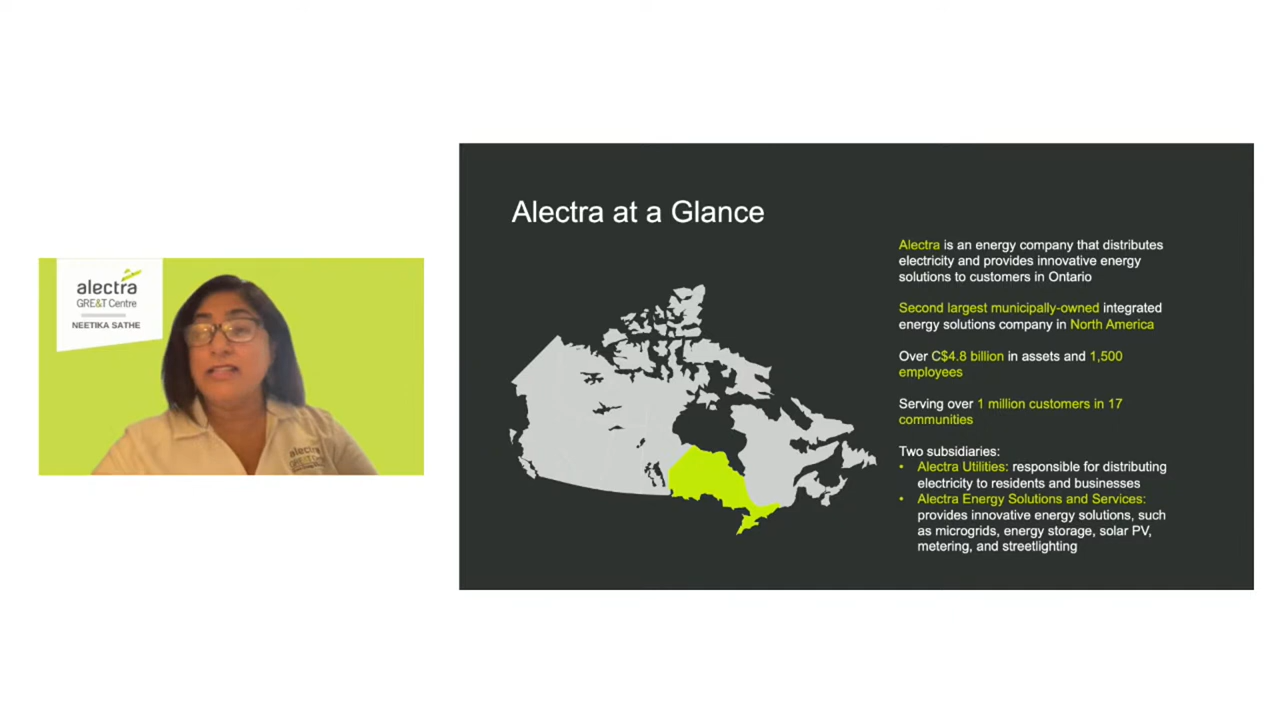 alectra
GRE&T Centre
NEETIKA SATHE
alectra
Alectra at a Glance
Alectra is an energy company that distributes
electricity and provides innovative energy
solutions to customers in Ontario
Second largest municipally-owned integrated
energy solutions company in North America
Over C$4.8 billion in assets and 1,500
employees
Serving over 1 million customers in 17
communities
Two subsidiaries:
• Alectra Utilities: responsible for distributing
electricity to residents and businesses
• Alectra Energy Solutions and Services:
provides innovative energy solutions, such
as microgrids, energy storage, solar PV,
metering, and streetlighting